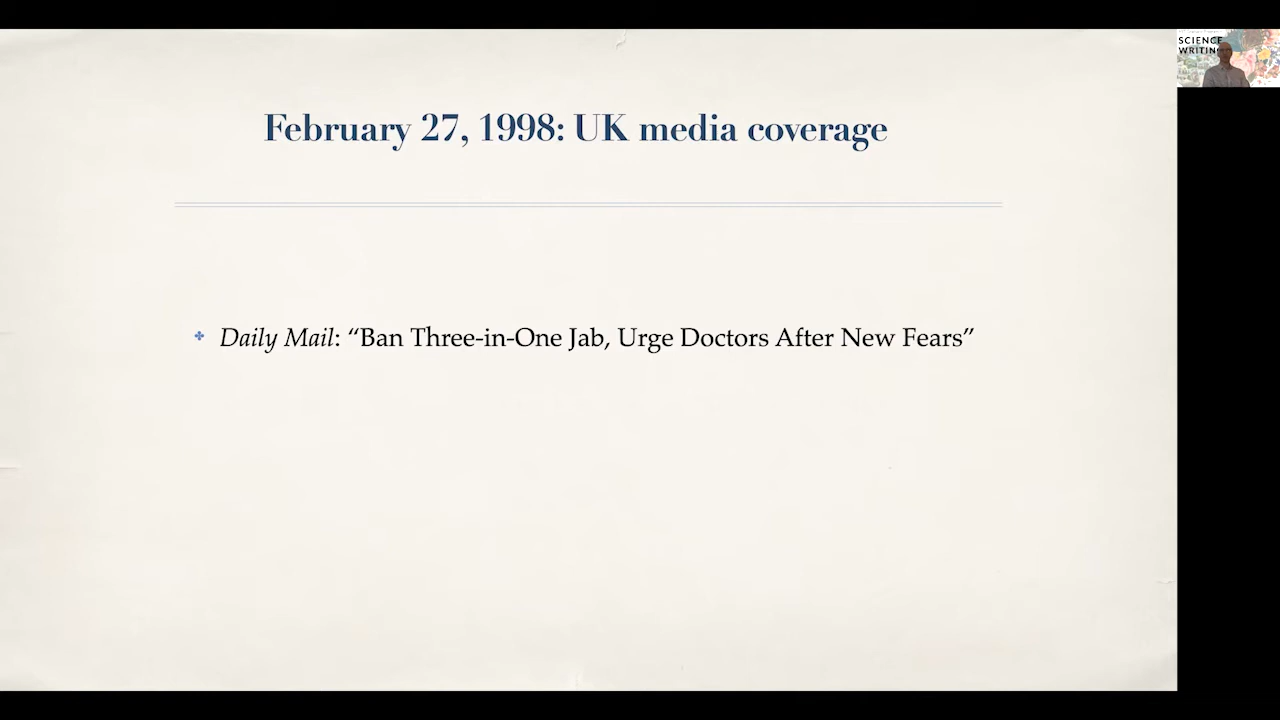 February 27, 1998: UK media coverage
Daily Mail: “Ban Three-in-One Jab, Urge Doctors After New Fears”
SCIENCE
WRITING